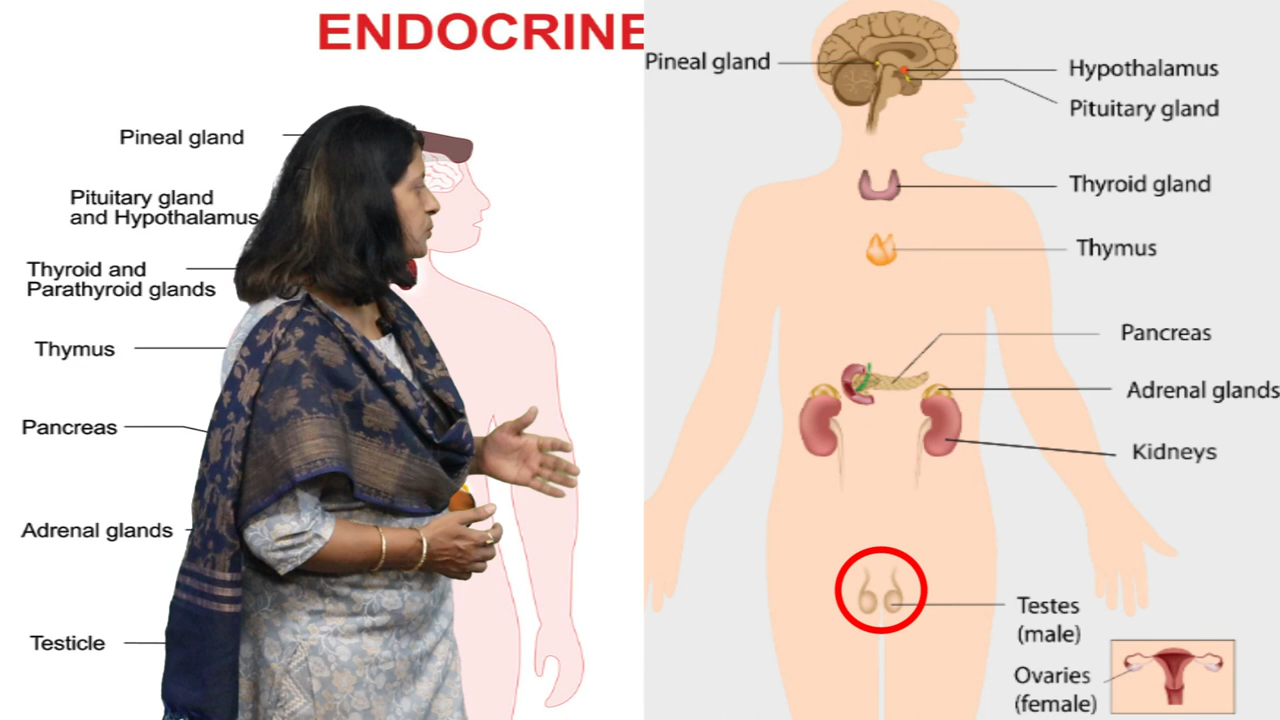 ENDOCRINE
Pineal gland
Pituitary gland
and Hypothalamus
Thyroid and
Parathyroid glands
Thymus
Pancreas
Adrenal glands
Testicle
Pineal gland
Hypothalamus
Pituitary gland
Thyroid gland
Thymus
Pancreas
Adrenal glands
Kidneys
Testes
(male)
Ovaries
(female)